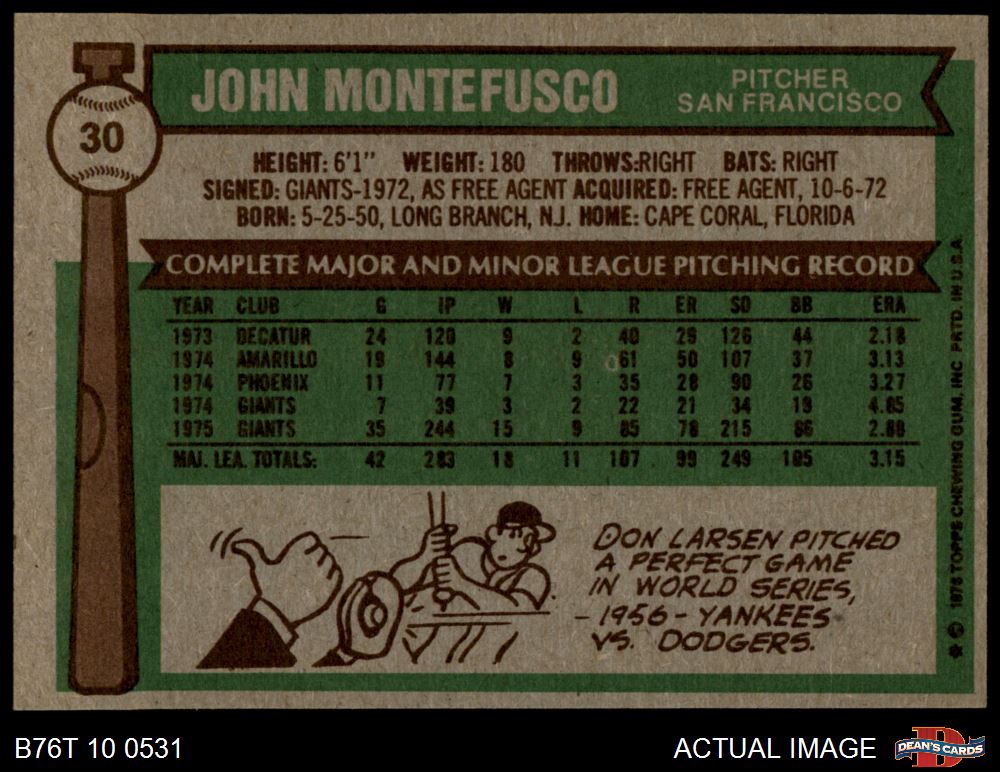 30
JOHN MONTEFUSCO
PITCHER
SAN FRANCISCO
HEIGHT: 6'1" WEIGHT: 180 THROWS:RIGHT BATS: RIGHT
SIGNED: GIANTS-1972, AS FREE AGENT ACQUIRED: FREE AGENT, 10-6-72
BORN: 5-25-50, LONG BRANCH, N.J. HOME: CAPE CORAL, FLORIDA
COMPLETE MAJOR AND MINOR LEAGUE PITCHING RECORD
YEAR CLUB G IP W L R ER SO BB ERA
1973 DECATUR 24 120 9 2 40 29 126 44 2.18
1974 AMARILLO 19 144 8 9 61 50 107 37 3.13
1974 PHOENIX 11 77 7 3 35 28 90 26 3.27
1974 GIANTS 7 39 3 2 22 21 34 19 4.85
1975 GIANTS 35 244 15 9 85 78 215 86 2.88
MAJ. LEA. TOTALS: 42 283 18 11 107 99 249 105 3.15
DON LARSEN PITCHED
A PERFECT GAME
IN WORLD SERIES,
-1956-YANKEES
VS. DODGERS.
* © 1976 TOPPS CHEWING GUM, INC PRTD. IN U.S.A.
B76T 10 0531
ACTUAL IMAGE
D
DEAN'S CARDS